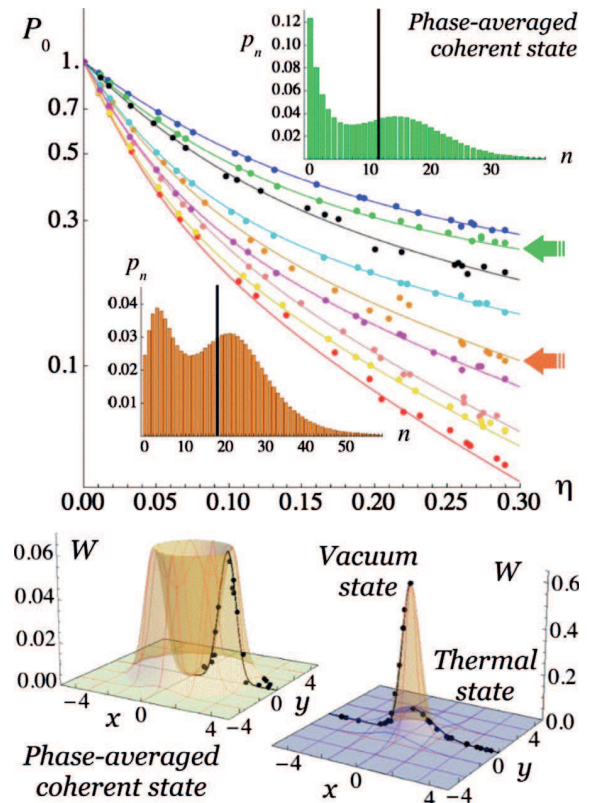 P0
1.
0.7
0.5
0.3
0.1
0.00 0.05 0.10 0.15 0.20 0.25 0.30 η
pn
0.12
0.10
0.08
0.06
0.04
0.02
0 10 20 30 n
Phase-averaged
coherent state
pn
0.04
0.03
0.02
0.01
0 10 20 30 40 50 n
W
0.06
0.04
0.02
0.00
−4 0 4
x
−4 0 4
y
Phase-averaged
coherent state
Vacuum
state
W
0.6
0.4
0.2
0.0
Thermal
state
−4 0 4
x
−4 0 4
y